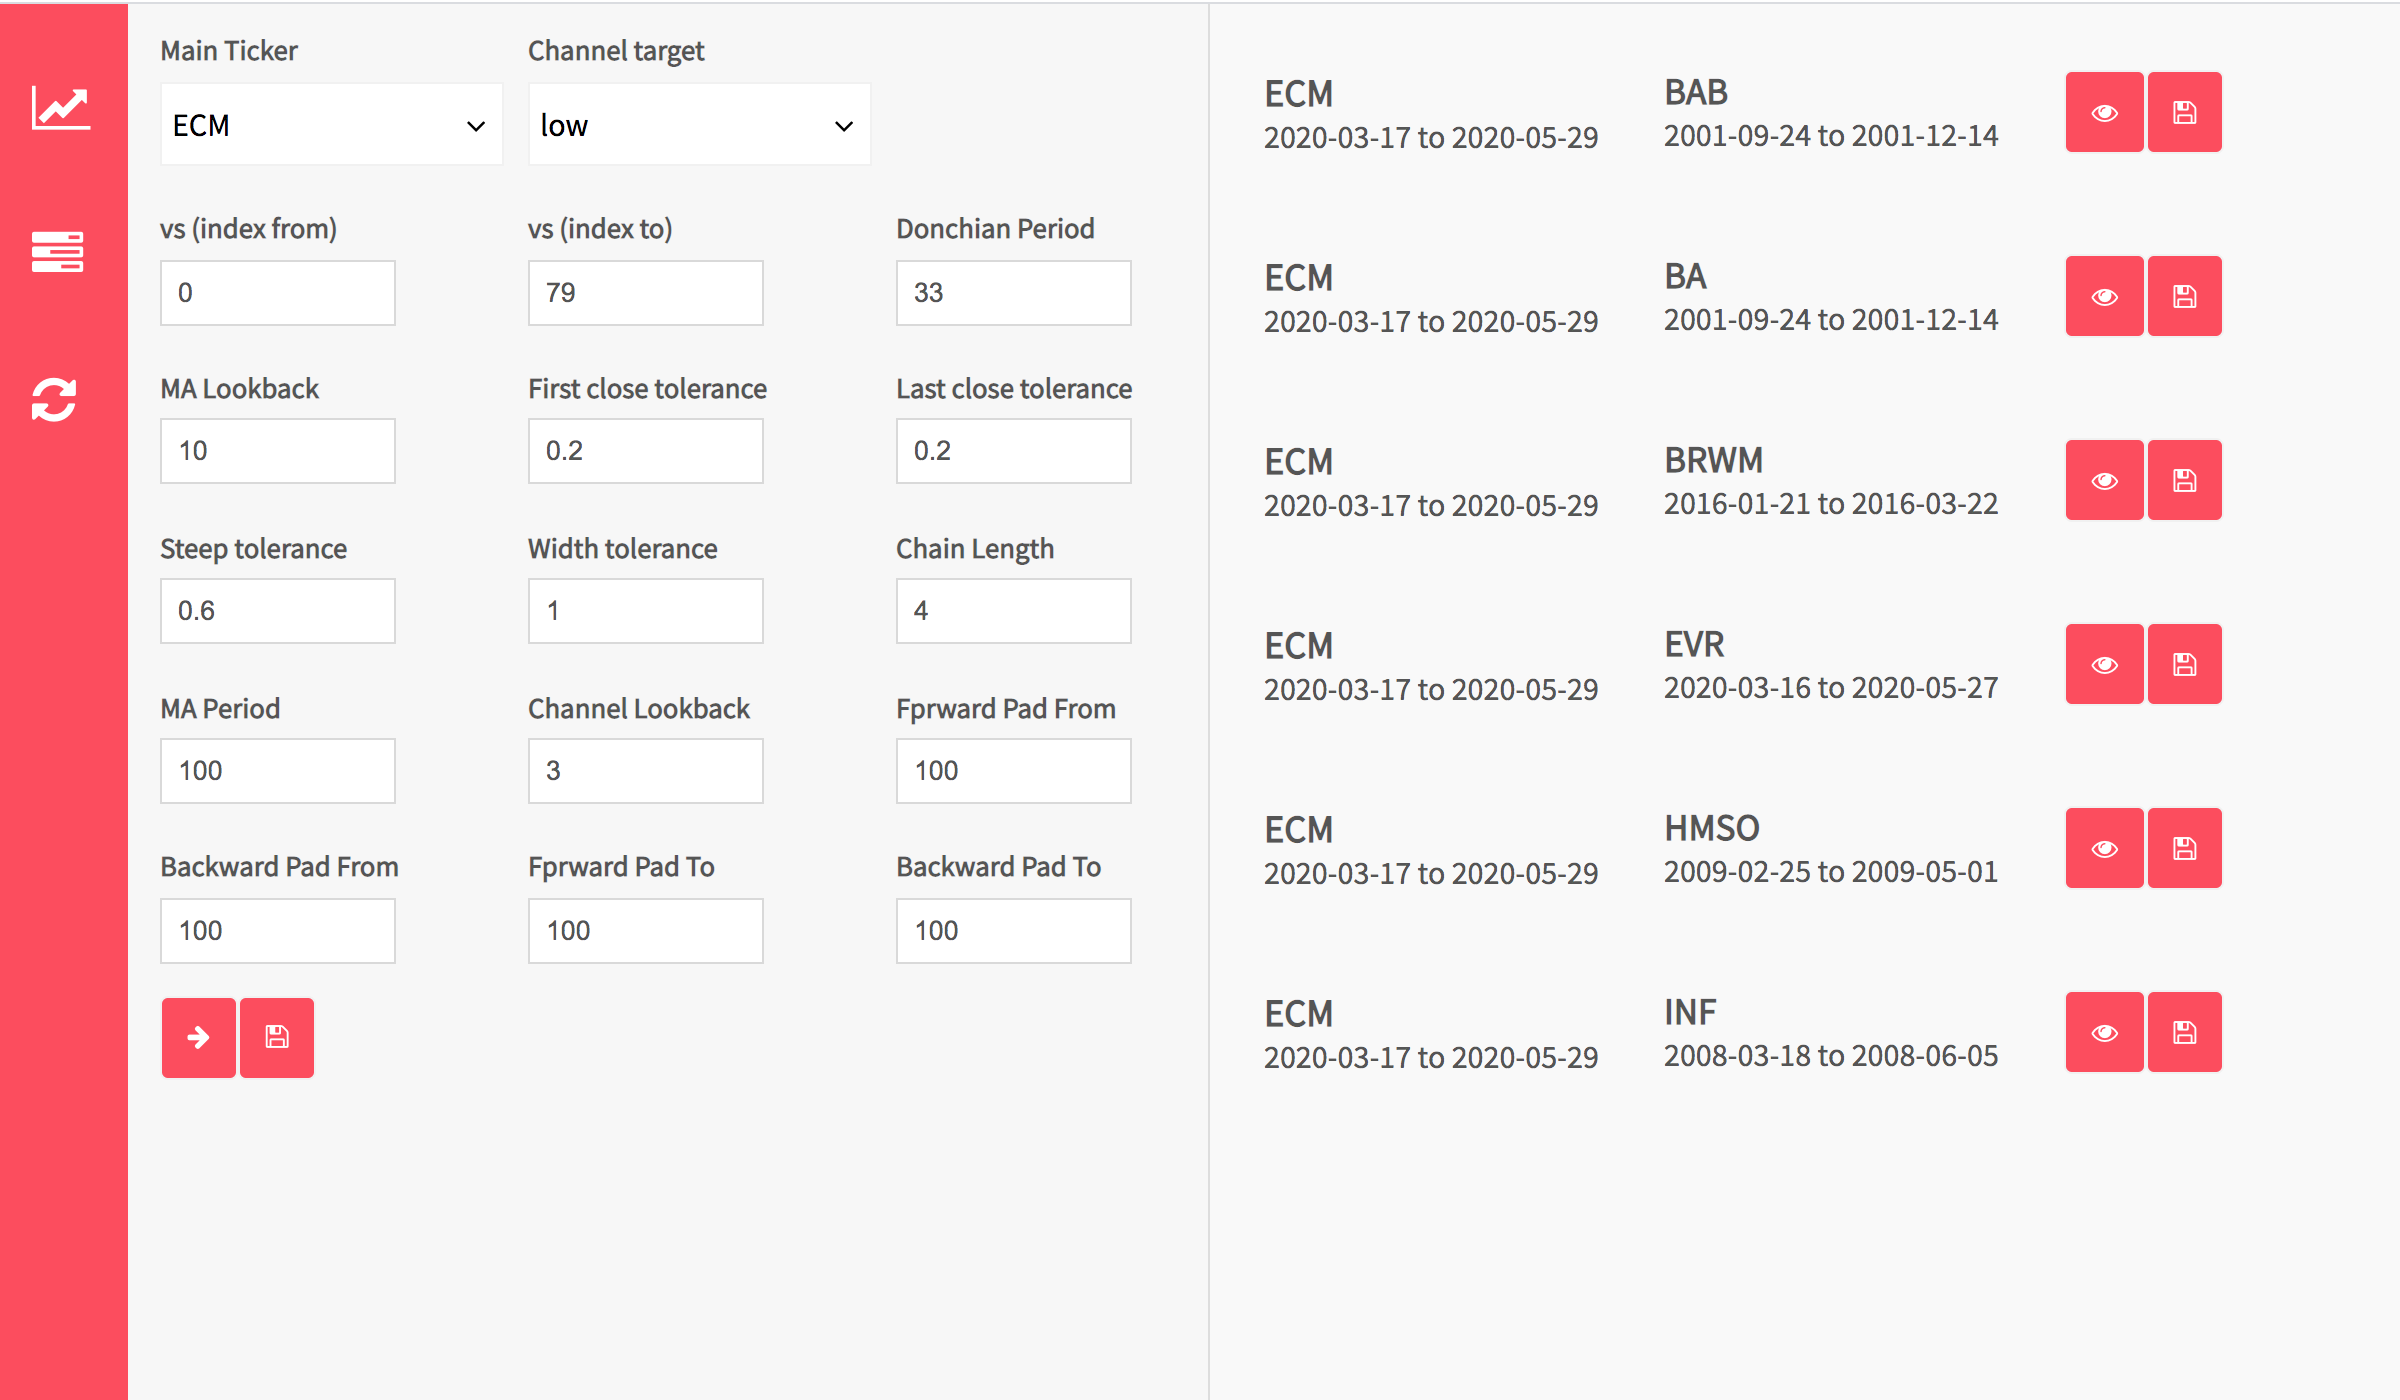 Main Ticker
Channel target
ECM
low
vs (index from)
vs (index to)
Donchian Period
0
79
33
MA Lookback
First close tolerance
Last close tolerance
10
0.2
0.2
Steep tolerance
Width tolerance
Chain Length
0.6
1
4
MA Period
Channel Lookback
Fprward Pad From
100
3
100
Backward Pad From
Fprward Pad To
Backward Pad To
100
100
100
ECM
2020-03-17 to 2020-05-29
BAB
2001-09-24 to 2001-12-14
ECM
2020-03-17 to 2020-05-29
BA
2001-09-24 to 2001-12-14
ECM
2020-03-17 to 2020-05-29
BRWM
2016-01-21 to 2016-03-22
ECM
2020-03-17 to 2020-05-29
EVR
2020-03-16 to 2020-05-27
ECM
2020-03-17 to 2020-05-29
HMSO
2009-02-25 to 2009-05-01
ECM
2020-03-17 to 2020-05-29
INF
2008-03-18 to 2008-06-05